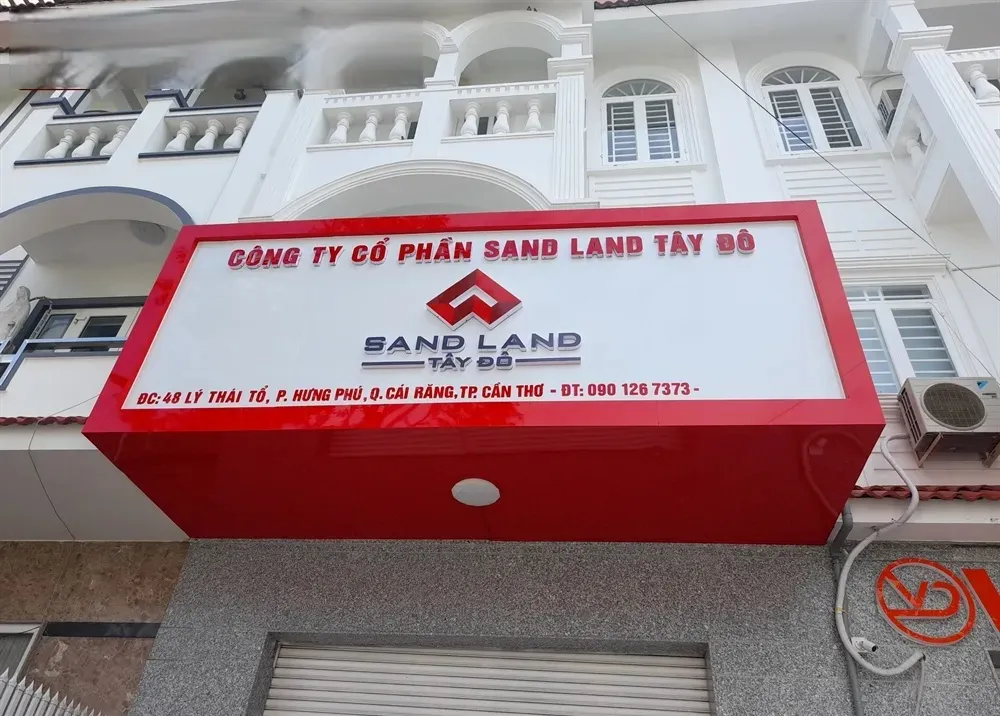 CÔNG TY CỔ PHẦN SAND LAND TÂY ĐÔ
SAND LAND
TÂY ĐÔ
ĐC: 48 LÝ THÁI TỔ, P. HƯNG PHÚ, Q. CÁI RĂNG, TP. CẦN THƠ - ĐT: 090 126 7373 -